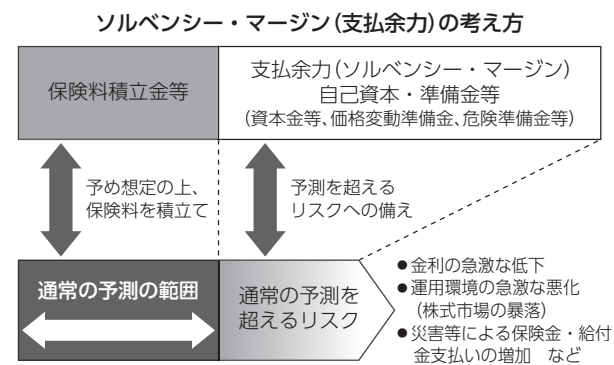 ソルベンシー・マージン(支払余力)の考え方
保険料積立金等
支払余力(ソルベンシー・マージン)
自己資本・準備金等
(資本金等、価格変動準備金、危険準備金等)
予め想定の上、
保険料を積立て
予測を超える
リスクへの備え
通常の予測の範囲
通常の予測を
超えるリスク
●金利の急激な低下
●運用環境の急激な悪化
(株式市場の暴落)
●災害等による保険金・給付
金支払いの増加 など